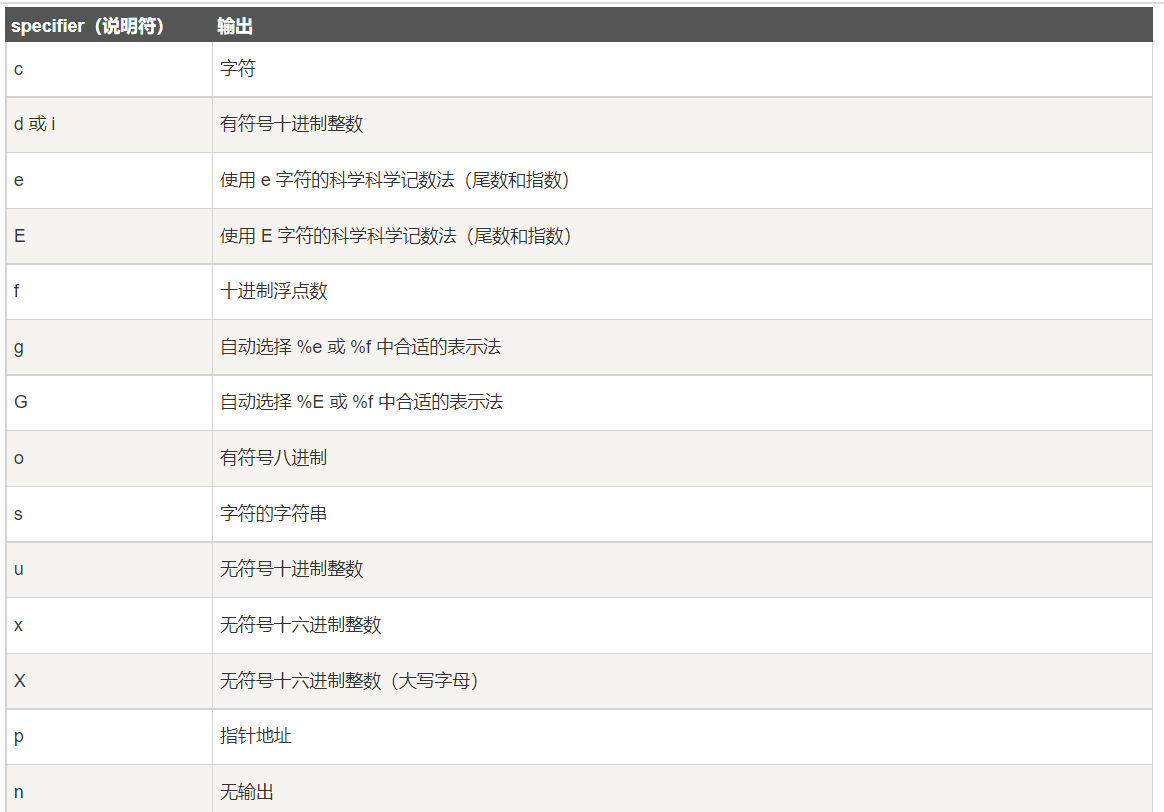 specifier（说明符） 输出
c 字符
d 或 i 有符号十进制整数
e 使用 e 字符的科学科学记数法（尾数和指数）
E 使用 E 字符的科学科学记数法（尾数和指数）
f 十进制浮点数
g 自动选择 %e 或 %f 中合适的表示法
G 自动选择 %E 或 %f 中合适的表示法
o 有符号八进制
s 字符的字符串
u 无符号十进制整数
x 无符号十六进制整数
X 无符号十六进制整数（大写字母）
p 指针地址
n 无输出